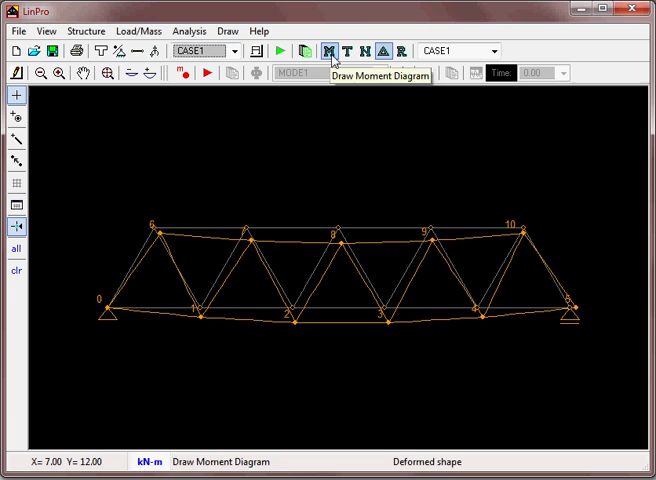 LinPro
File View Structure Load/Mass Analysis Draw Help
CASE1 M T N R CASE1
m MODE1 Time: 0.00
Draw Moment Diagram
all
clr
6 8 9 10
0 1 2 3 4 5
X= 7.00 Y= 12.00 kN-m Draw Moment Diagram Deformed shape